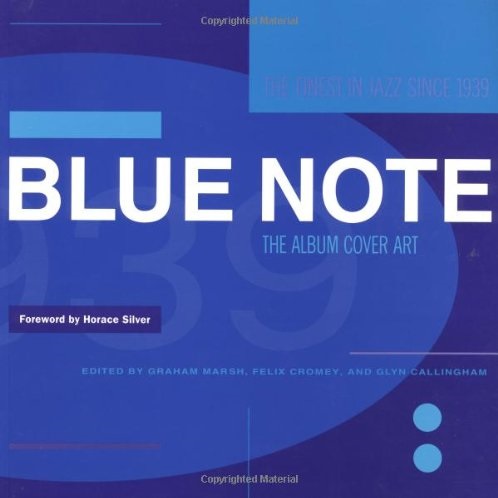 Copyrighted Material
THE FINEST IN JAZZ SINCE 1939
BLUE NOTE
THE ALBUM COVER ART
939
Foreword by Horace Silver
EDITED BY GRAHAM MARSH, FELIX CROMEY, AND GLYN CALLINGHAM
Copyrighted Material